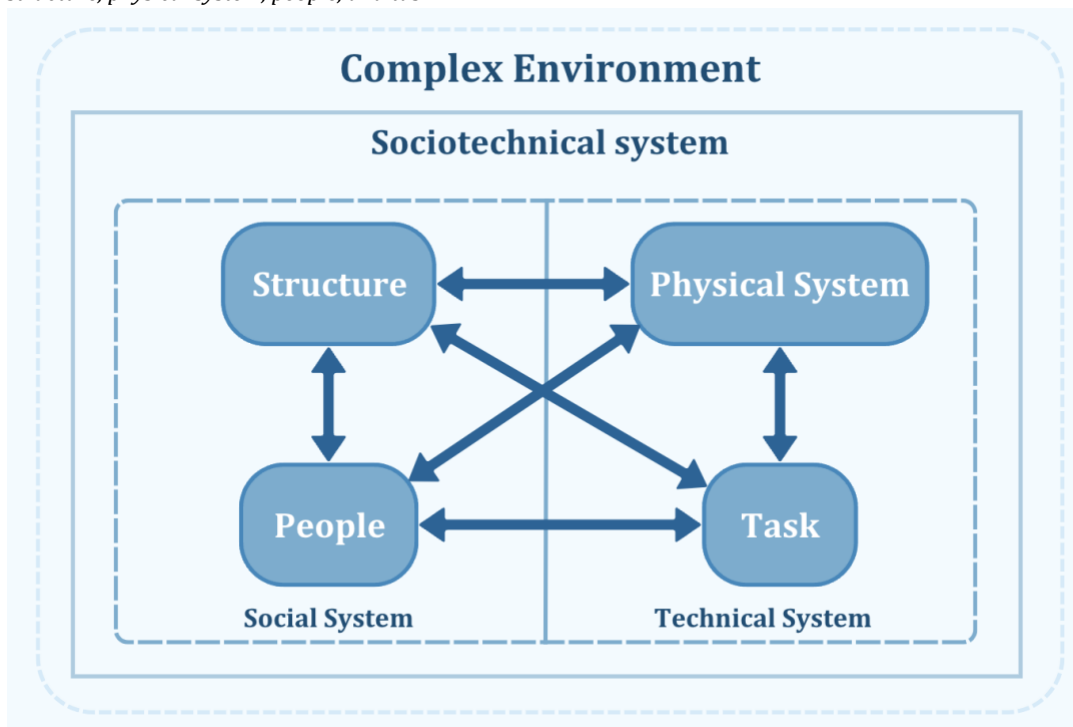 Complex Environment
Sociotechnical system
Structure
Physical System
People
Task
Social System
Technical System